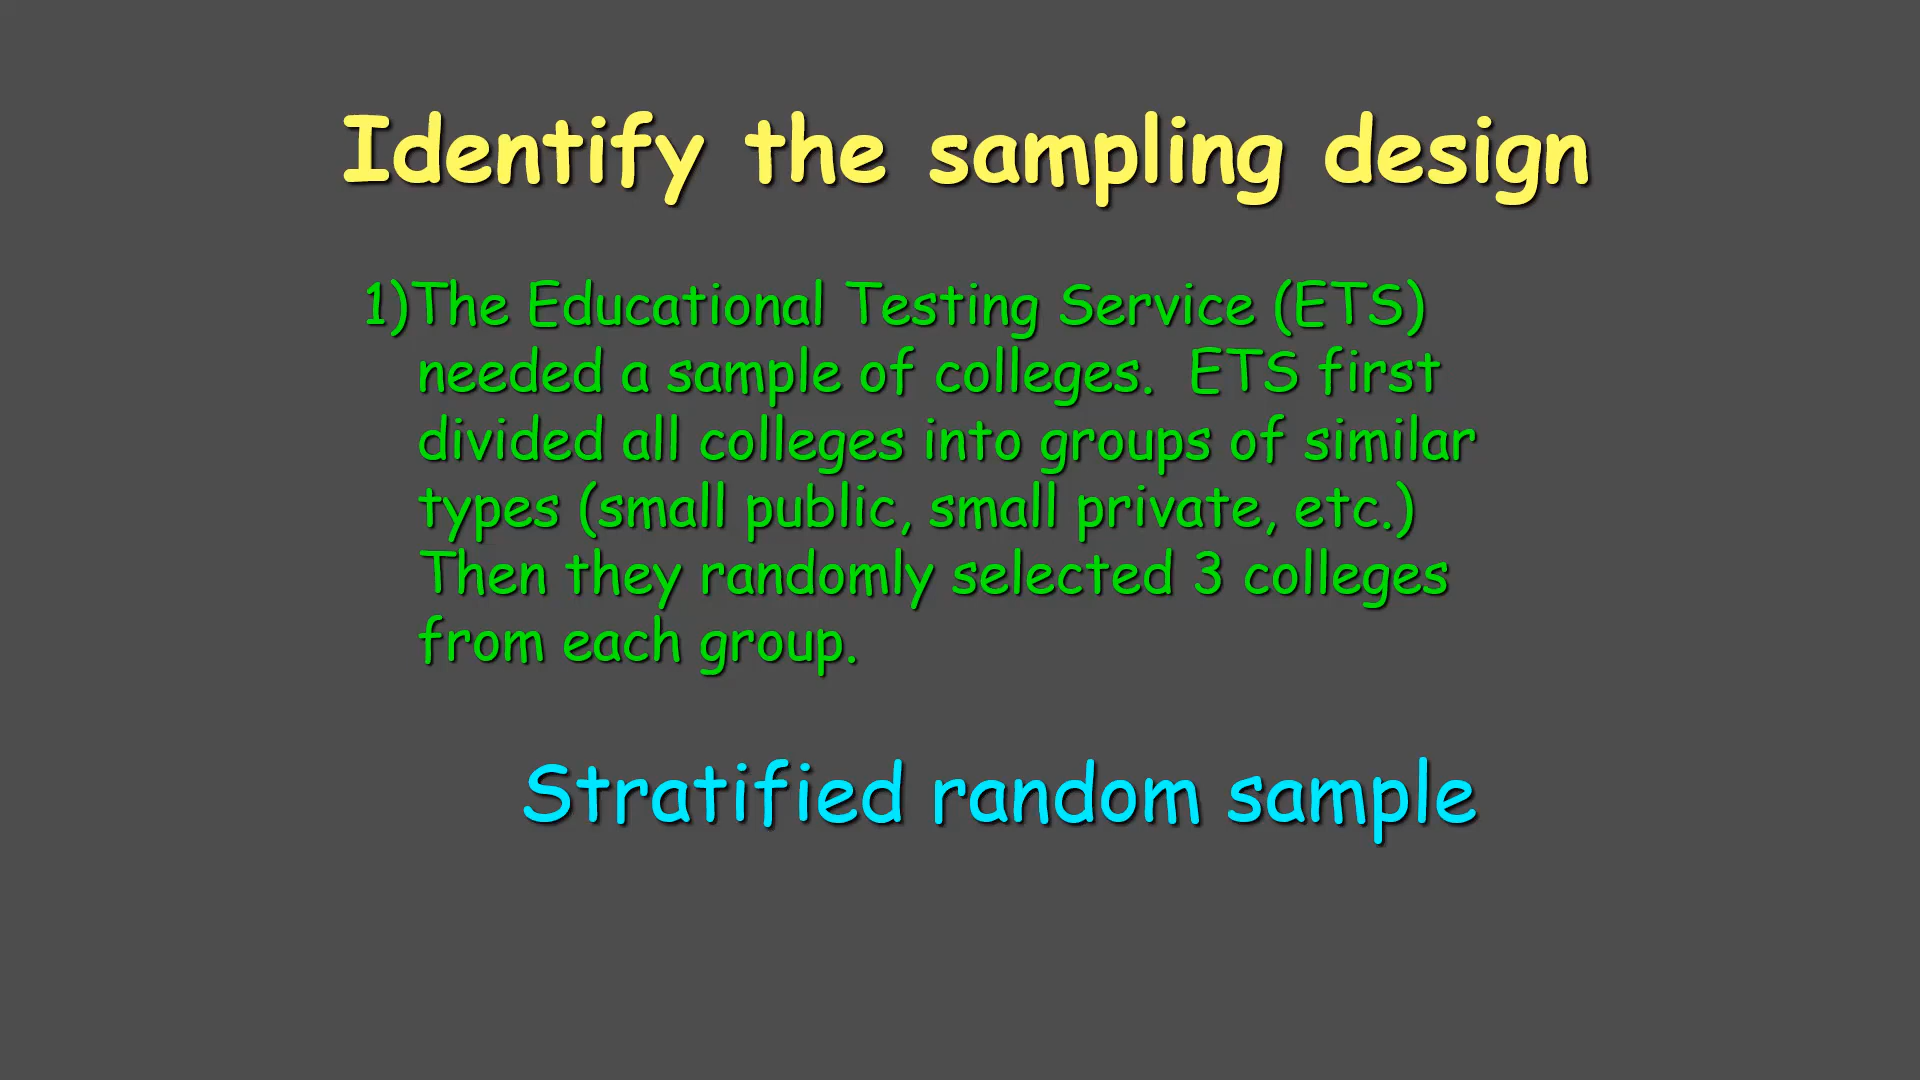 Identify the sampling design
1)The Educational Testing Service (ETS)
needed a sample of colleges.  ETS first
divided all colleges into groups of similar
types (small public, small private, etc.)
Then they randomly selected 3 colleges
from each group.
Stratified random sample